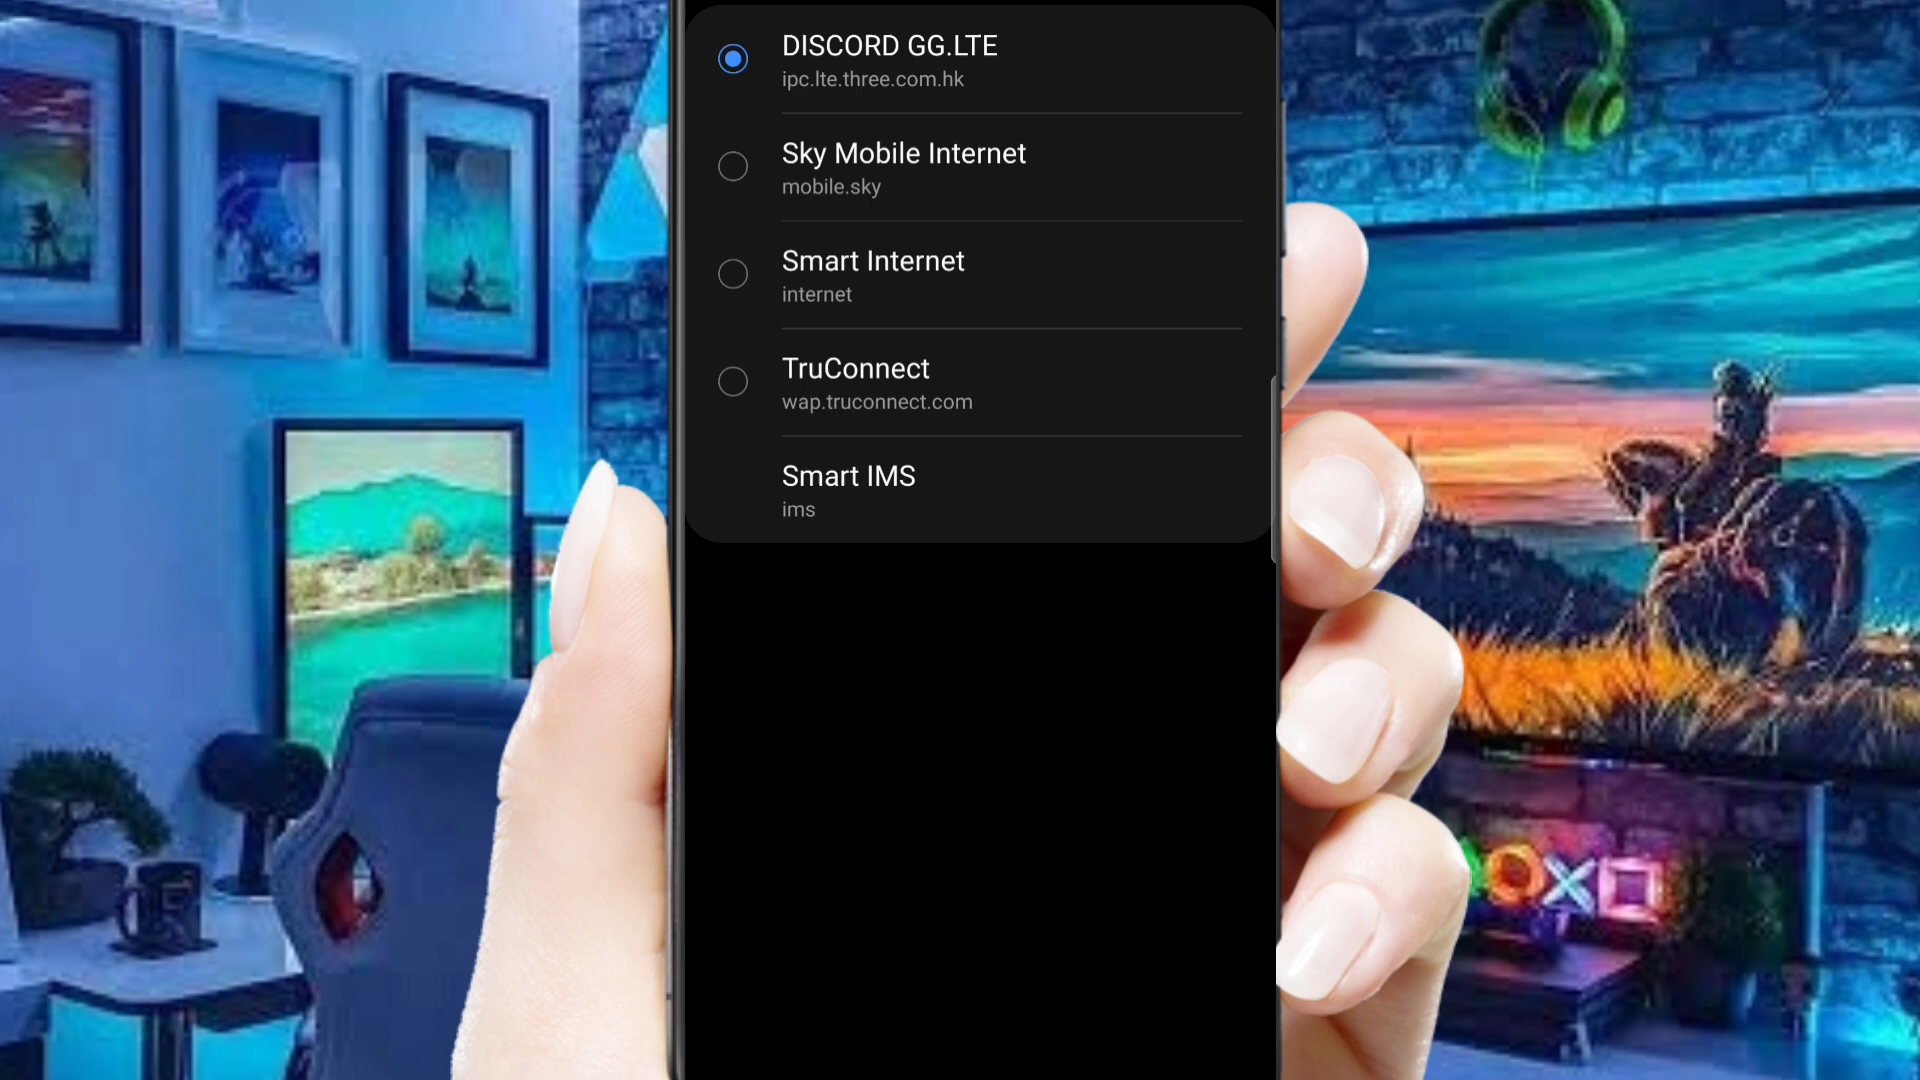 DISCORD GG.LTE
ipc.lte.three.com.hk
Sky Mobile Internet
mobile.sky
Smart Internet
internet
TruConnect
wap.truconnect.com
Smart IMS
ims